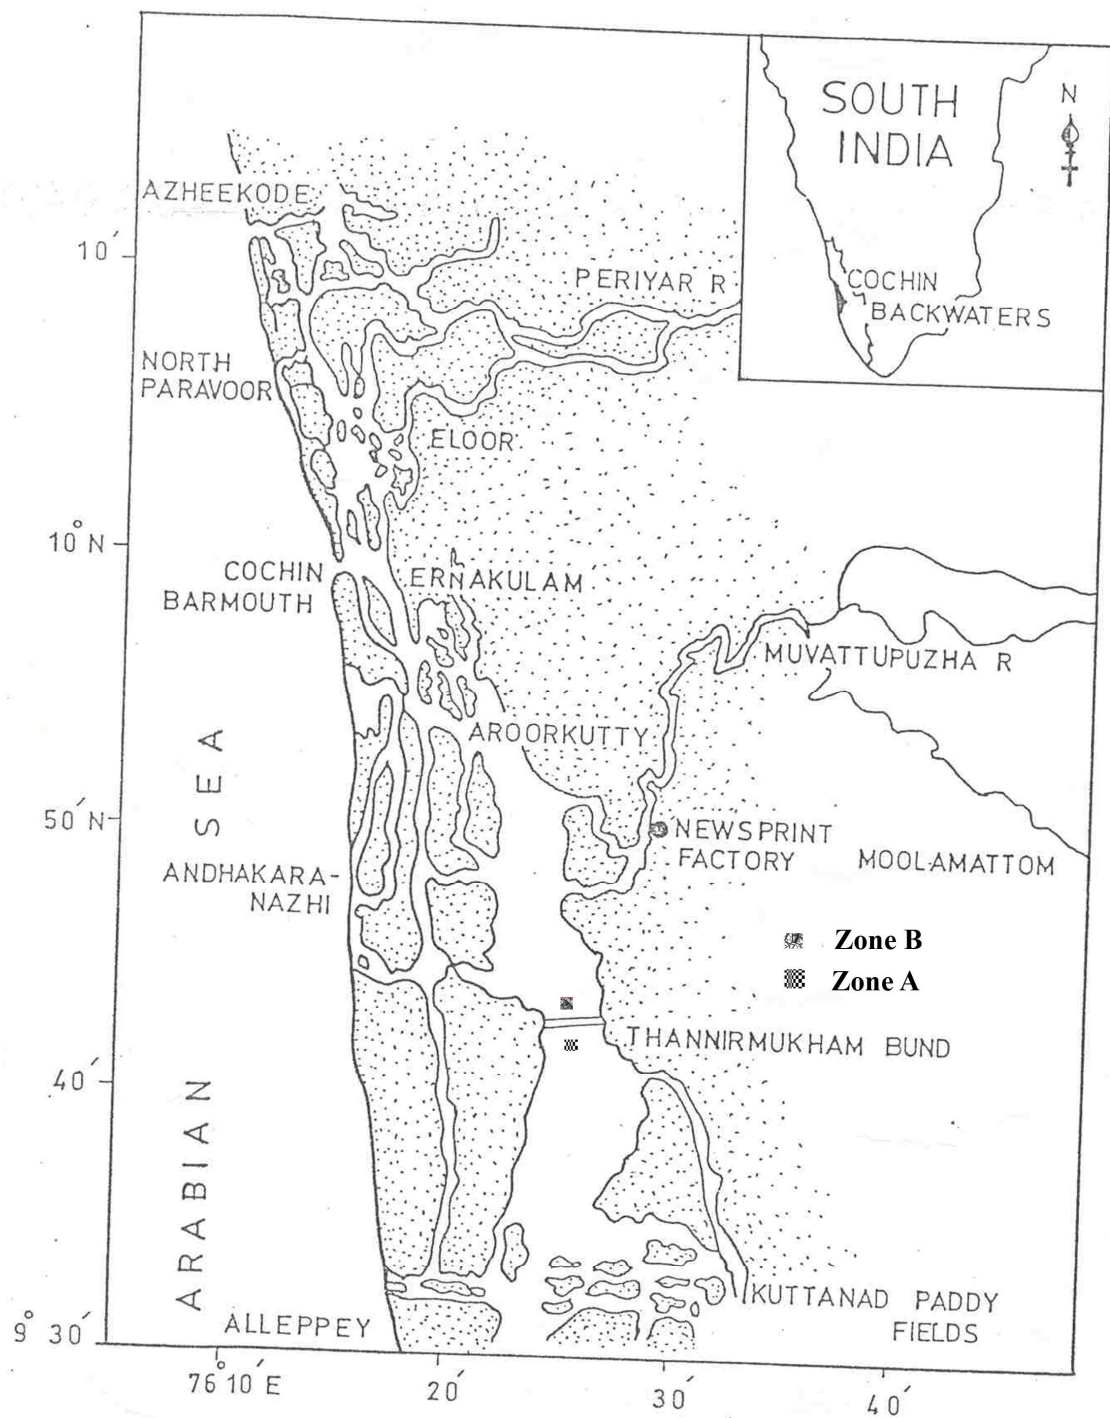 SOUTH
INDIA
N
COCHIN
BACKWATERS
AZHEEKODE
10′
PERIYAR R
NORTH
PARAVOOR
ELOOR
10° N
COCHIN
BARMOUTH
ERNAKULAM
MUVATTUPUZHA R
AROORKUTTY
50′ N
NEWSPRINT
FACTORY
MOOLAMATTOM
ANDHAKARA-
NAZHI
Zone B
Zone A
THANNIRMUKHAM BUND
40′
ARABIAN SEA
KUTTANAD PADDY
FIELDS
ALLEPPEY
9° 30′
76° 10′ E
20′
30′
40′